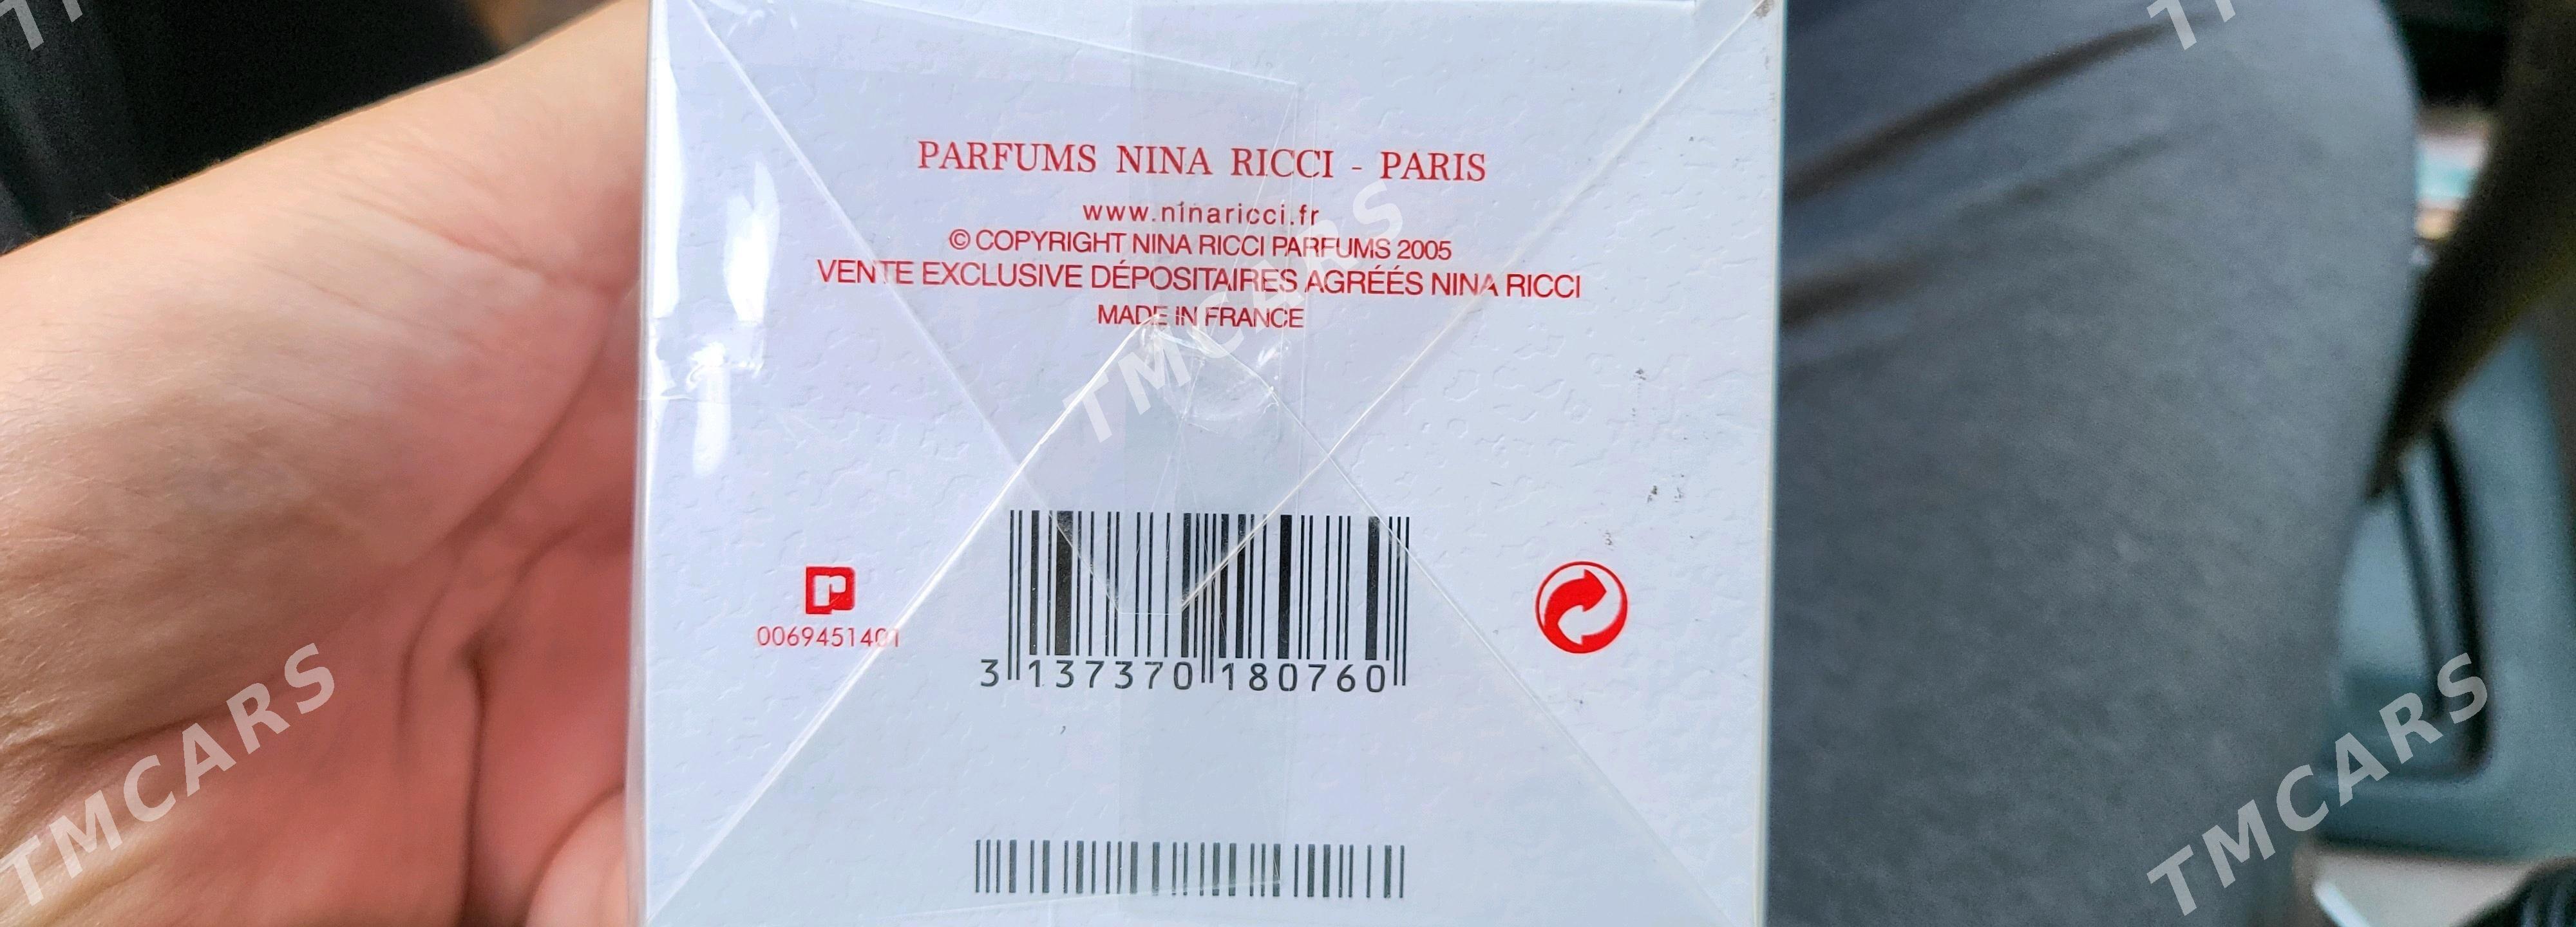 PARFUMS NINA RICCI - PARIS
www.ninaricci.fr
© COPYRIGHT NINA RICCI PARFUMS 2005
VENTE EXCLUSIVE DÉPOSITAIRES AGRÉÉS NINA RICCI
MADE IN FRANCE
TMCARS
0069451401
3 137370 180760
TMCARS
TMCARS